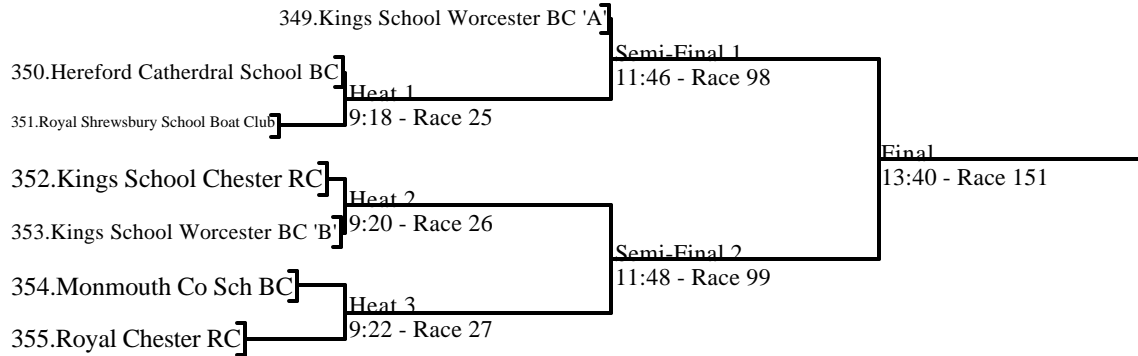 349.Kings School Worcester BC 'A'
Semi-Final 1
11:46 - Race 98
350.Hereford Catherdral School BC
Heat 1
9:18 - Race 25
351.Royal Shrewsbury School Boat Club
Final
13:40 - Race 151
352.Kings School Chester RC
Heat 2
9:20 - Race 26
353.Kings School Worcester BC 'B'
Semi-Final 2
11:48 - Race 99
354.Monmouth Co Sch BC
Heat 3
9:22 - Race 27
355.Royal Chester RC